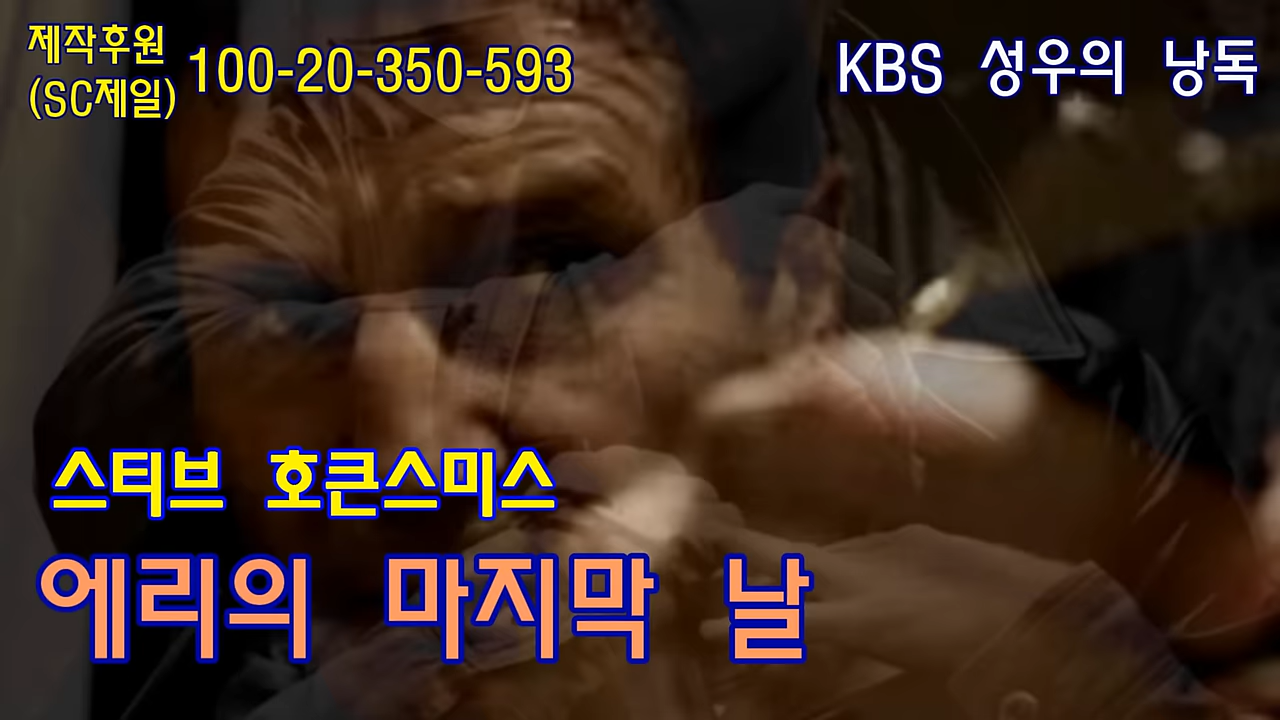 제작후원
(SC제일)
100-20-350-593
KBS 성우의 낭독
스티브 호큰스미스
에리의 마지막 날